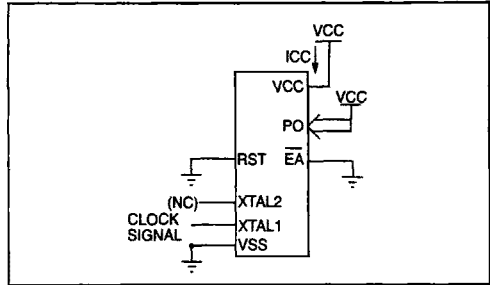 VCC
ICC
VCC
VCC
PO
RST
EA
(NC)
XTAL2
CLOCK
SIGNAL
XTAL1
VSS